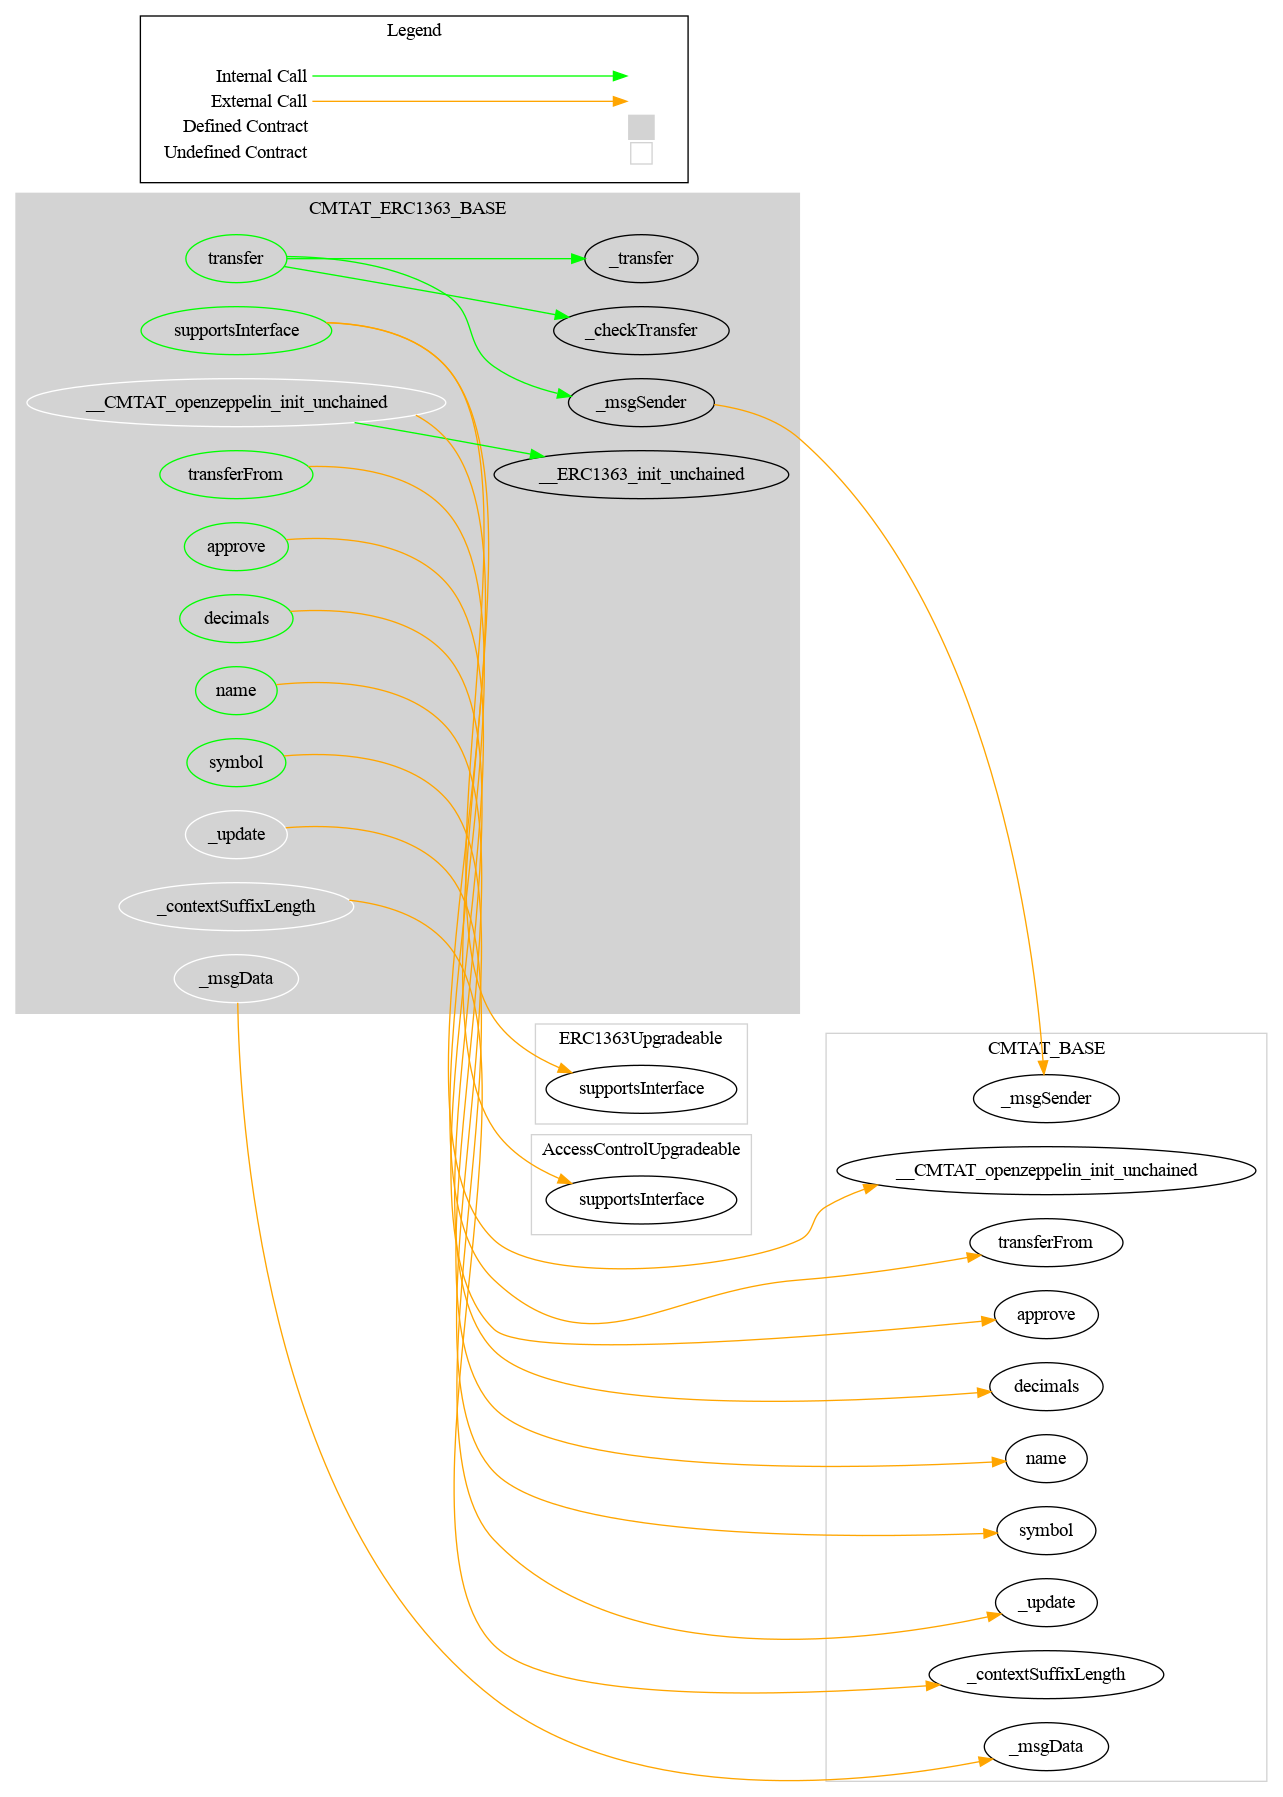 Legend
Internal Call
External Call
Defined Contract
Undefined Contract
CMTAT_ERC1363_BASE
transfer
_transfer
supportsInterface
_checkTransfer
__CMTAT_openzeppelin_init_unchained
_msgSender
transferFrom
__ERC1363_init_unchained
approve
decimals
name
symbol
_update
_contextSuffixLength
_msgData
ERC1363Upgradeable
supportsInterface
AccessControlUpgradeable
supportsInterface
CMTAT_BASE
_msgSender
__CMTAT_openzeppelin_init_unchained
transferFrom
approve
decimals
name
symbol
_update
_contextSuffixLength
_msgData